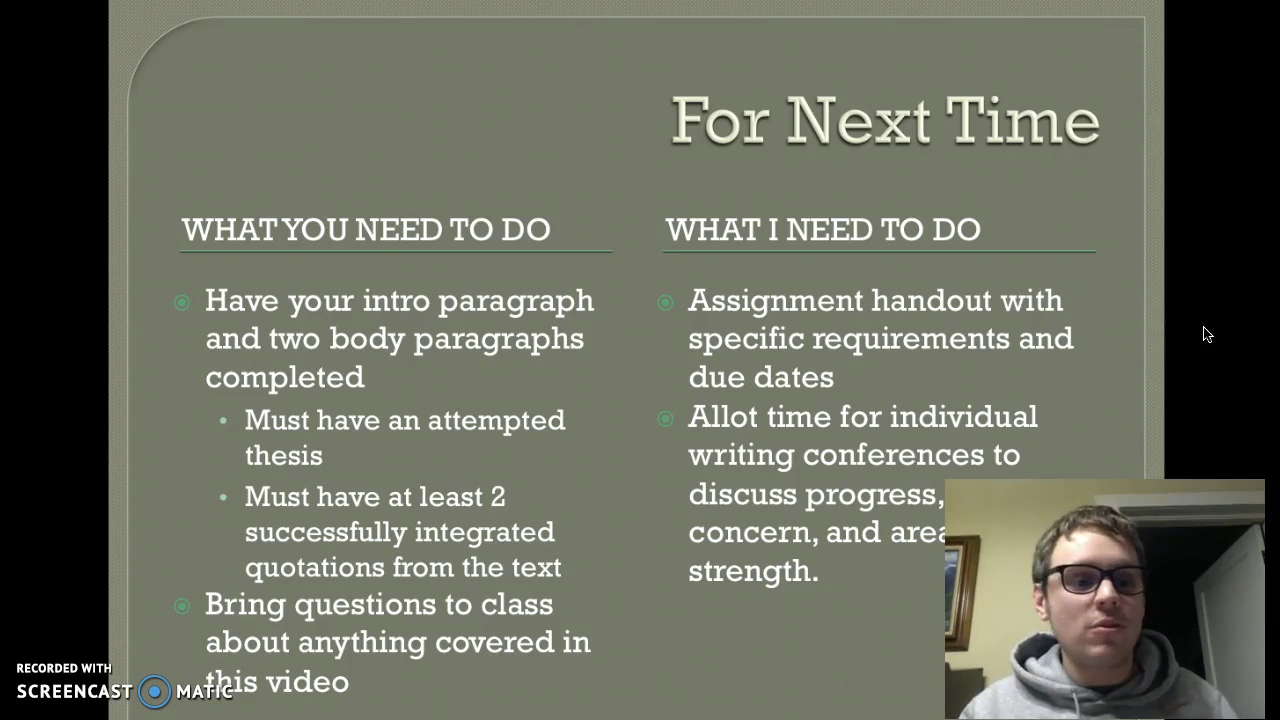 For Next Time
WHAT YOU NEED TO DO
Have your intro paragraph
and two body paragraphs
completed
Must have an attempted
thesis
Must have at least 2
successfully integrated
quotations from the text
Bring questions to class
about anything covered in
this video
WHAT I NEED TO DO
Assignment handout with
specific requirements and
due dates
Allot time for individual
writing conferences to
discuss progress,
concern, and
strength.
RECORDED WITH
SCREENCAST MATIC